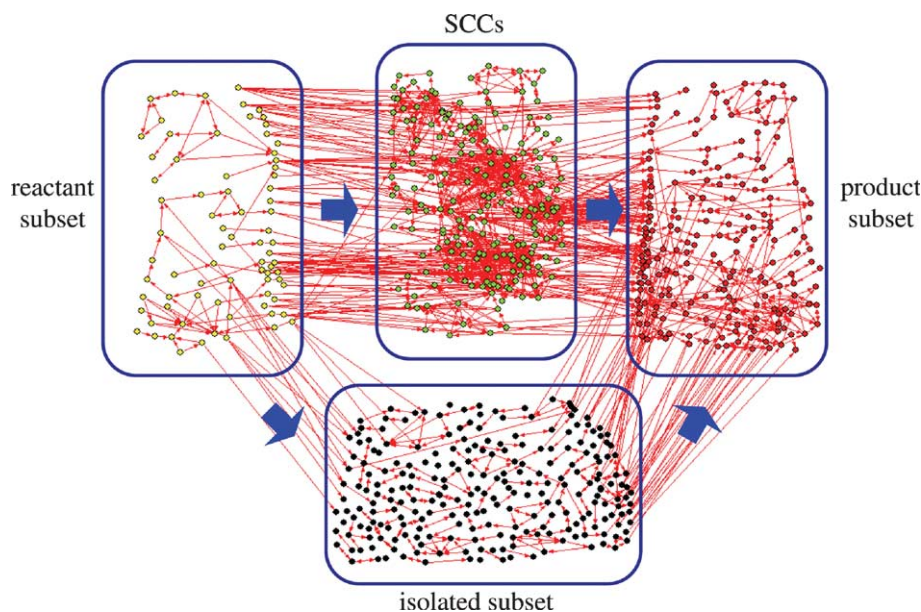 SCCs
reactant
subset
product
subset
isolated subset